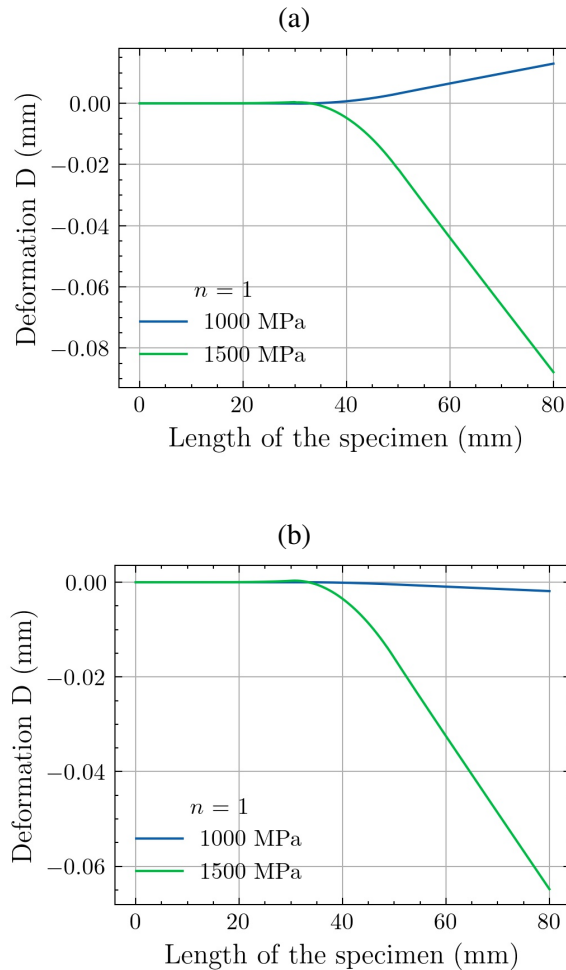 (a)
0.00
−0.02
−0.04
−0.06
−0.08
Deformation D (mm)
n = 1
1000 MPa
1500 MPa
0 20 40 60 80
Length of the specimen (mm)
(b)
0.00
−0.02
−0.04
−0.06
Deformation D (mm)
n = 1
1000 MPa
1500 MPa
0 20 40 60 80
Length of the specimen (mm)